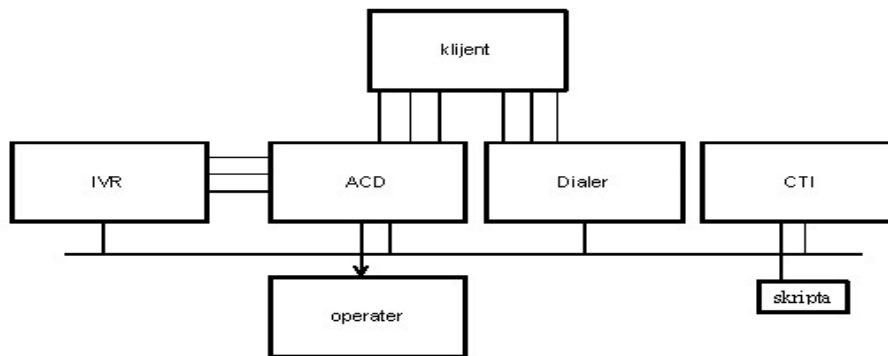 klijent
IVR
ACD
Dialer
CTI
skripta
operater